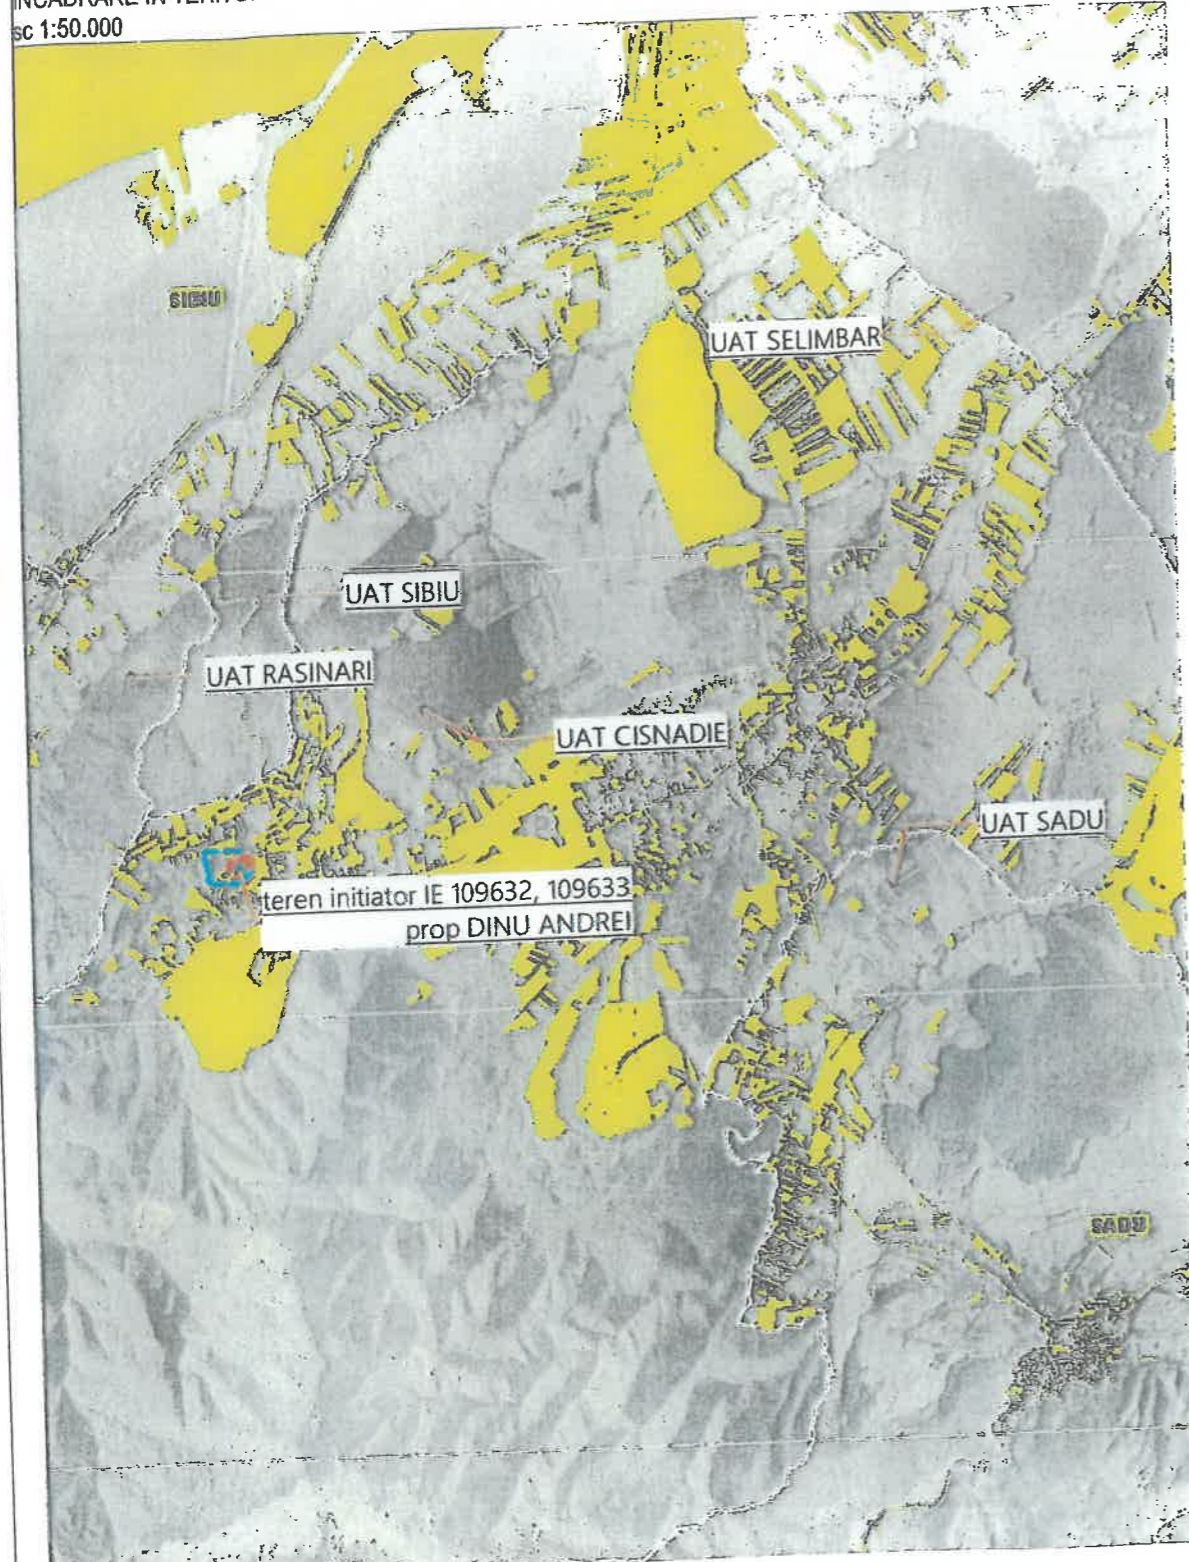 sc 1:50.000
SIBIU
UAT SELIMBAR
UAT SIBIU
UAT RASINARI
UAT CISNADIE
UAT SADU
teren initiator IE 109632, 109633
prop DINU ANDREI
SADU